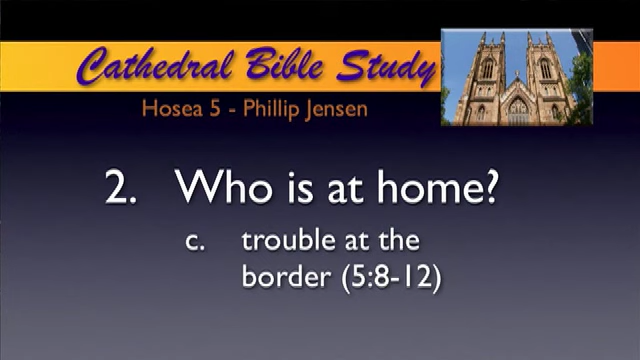 Cathedral Bible Study
Hosea 5 - Phillip Jensen
2. Who is at home?
c. trouble at the
border (5:8-12)